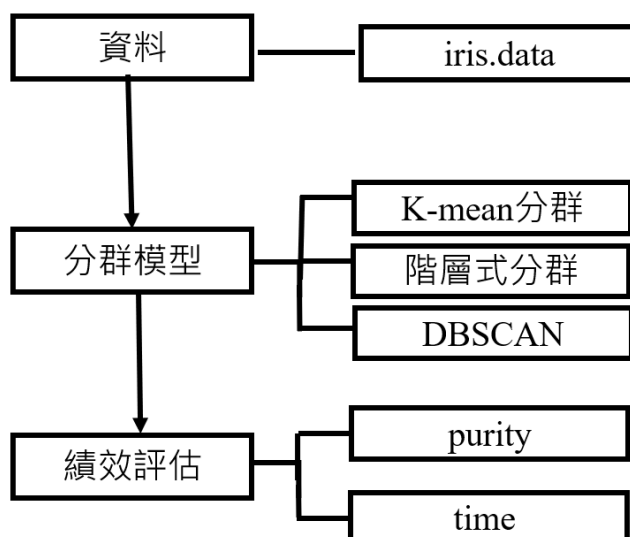 資料
iris.data
分群模型
K-mean分群
階層式分群
DBSCAN
績效評估
purity
time